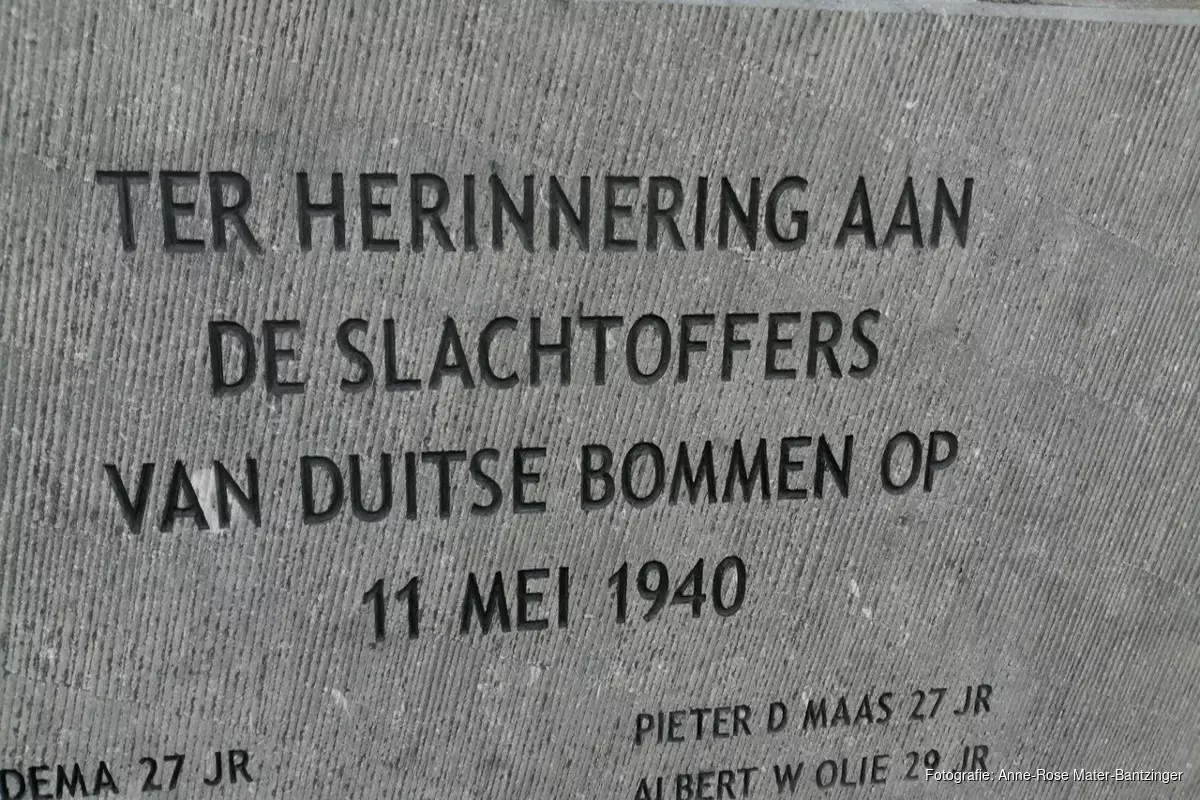 TER HERINNERING AAN
DE SLACHTOFFERS
VAN DUITSE BOMMEN OP
11 MEI 1940
PIETER D MAAS 27 JR
DEMA 27 JR
ALBERT W OLIE 29 JR
Fotografie: Anne-Rose Mater-Bantzinger